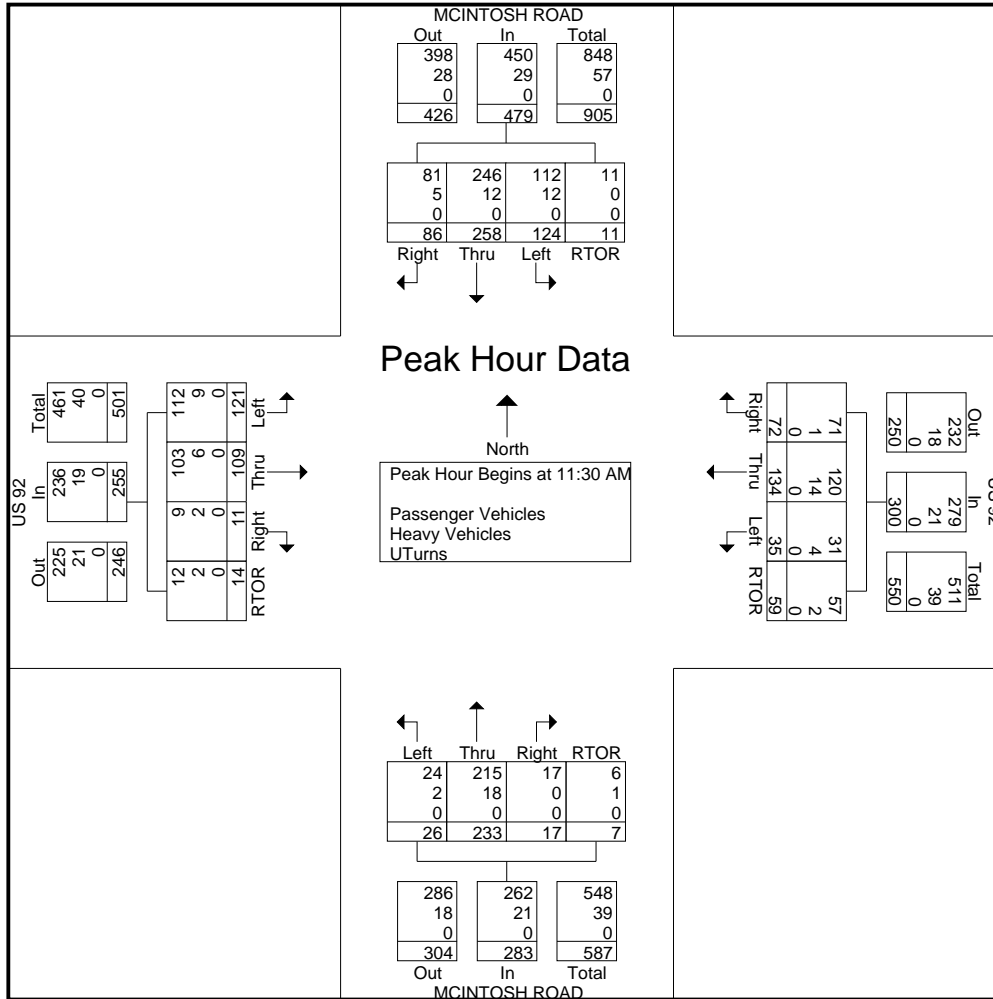 MCINTOSH ROAD
Out In Total
398 450 848
28 29 57
0 0 0
426 479 905
81 246 112 11
5 12 12 0
0 0 0 0
86 258 124 11
Right Thru Left RTOR
Peak Hour Data
North
Peak Hour Begins at 11:30 AM
Passenger Vehicles
Heavy Vehicles
UTurns
US 92
Out In Total
225 236 461
21 19 40
0 0 0
246 255 501
12 9 103 112
2 2 6 9
0 0 0 0
14 11 109 121
RTOR Right Thru Left
US 92
Out In Total
232 279 511
18 21 39
0 0 0
250 300 550
71 120 31 57
1 14 4 2
0 0 0 0
72 134 35 59
Right Thru Left RTOR
Left Thru Right RTOR
24 215 17 6
2 18 0 1
0 0 0 0
26 233 17 7
286 262 548
18 21 39
0 0 0
304 283 587
Out In Total
MCINTOSH ROAD